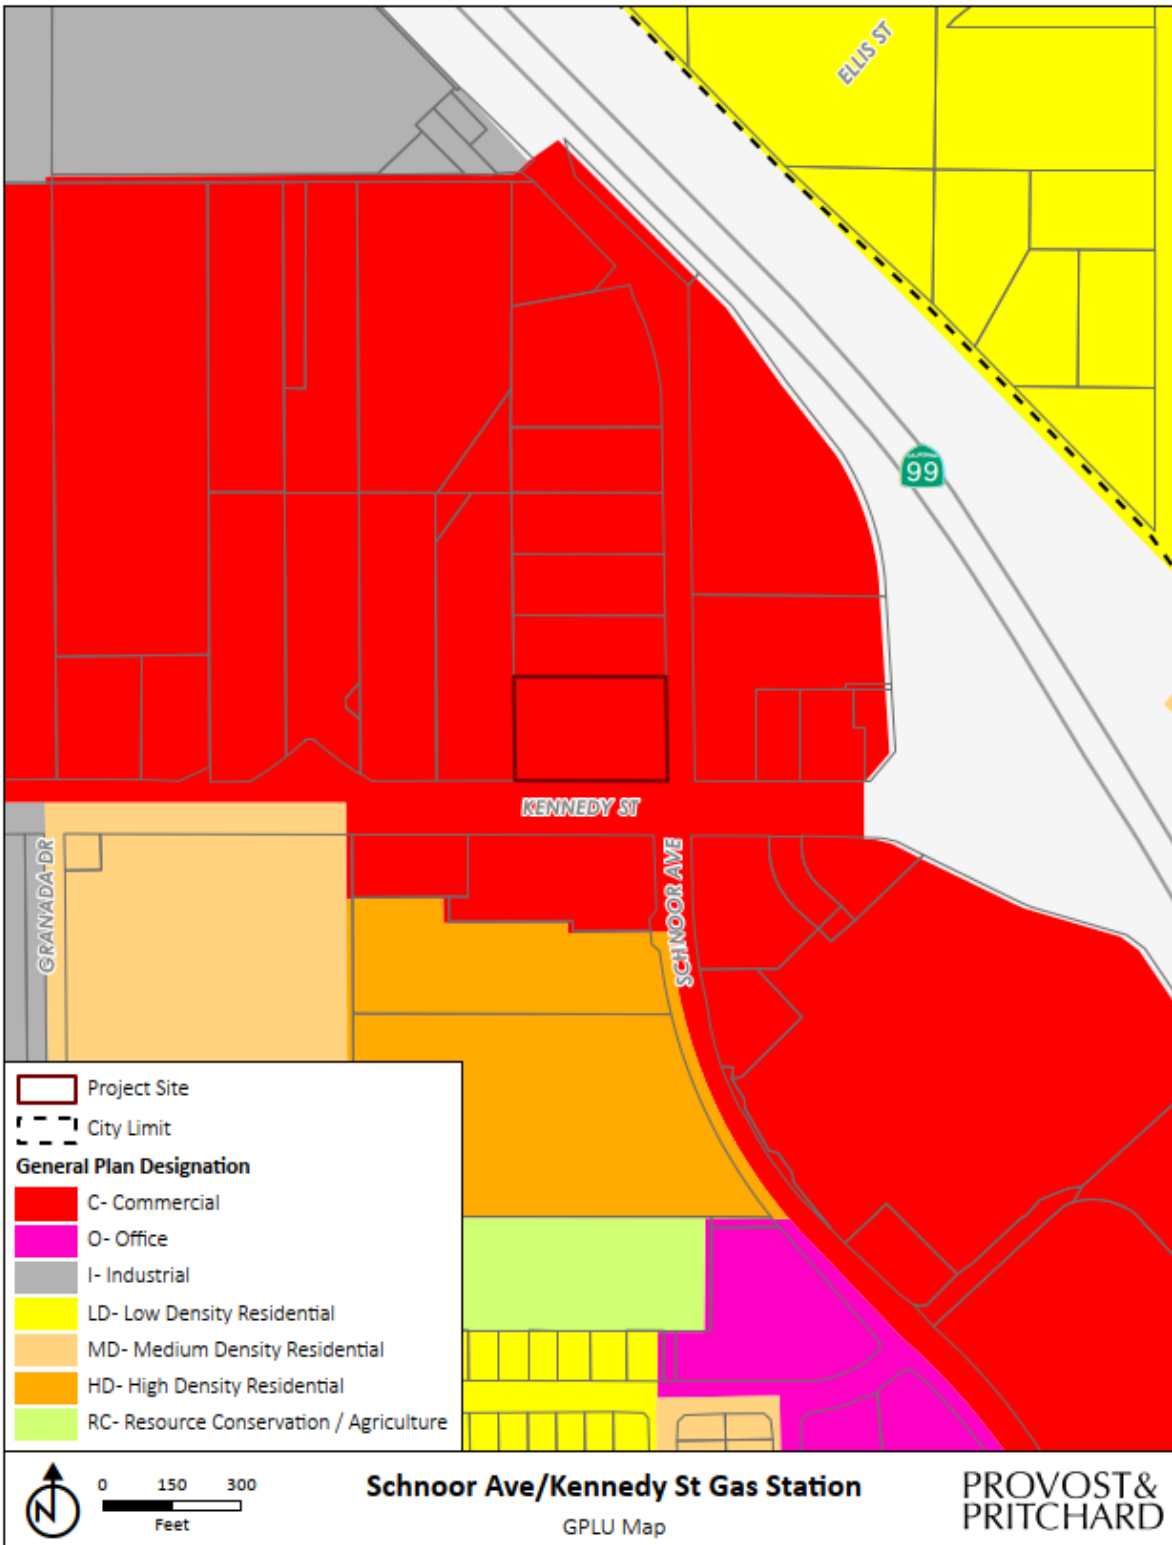 ELLIS ST
CALIFORNIA
99
KENNEDY ST
GRANADA DR
SCHNOOR AVE
Project Site
City Limit
General Plan Designation
C- Commercial
O- Office
I- Industrial
LD- Low Density Residential
MD- Medium Density Residential
HD- High Density Residential
RC- Resource Conservation / Agriculture
N
0 150 300
Feet
Schnoor Ave/Kennedy St Gas Station
GPLU Map
PROVOST&
PRITCHARD